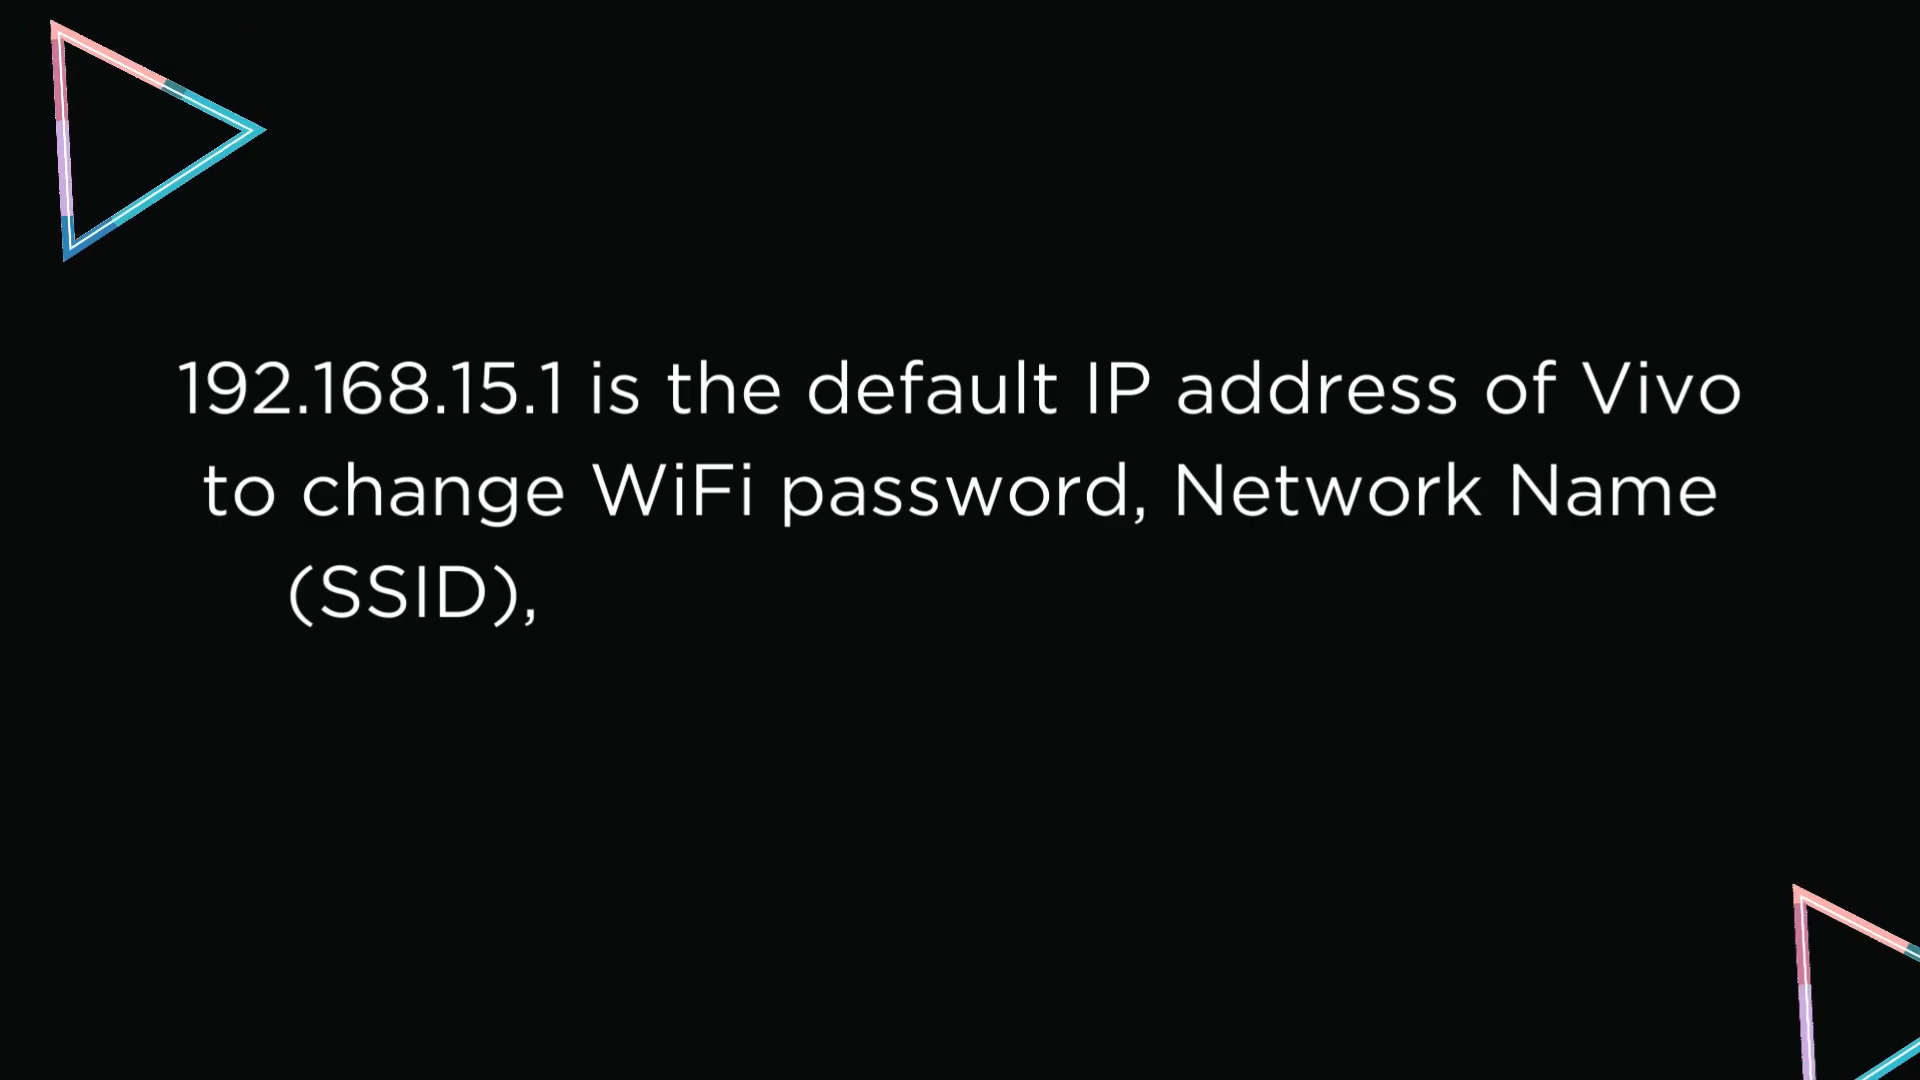 192.168.15.1 is the default IP address of Vivo
to change WiFi password, Network Name
(SSID),